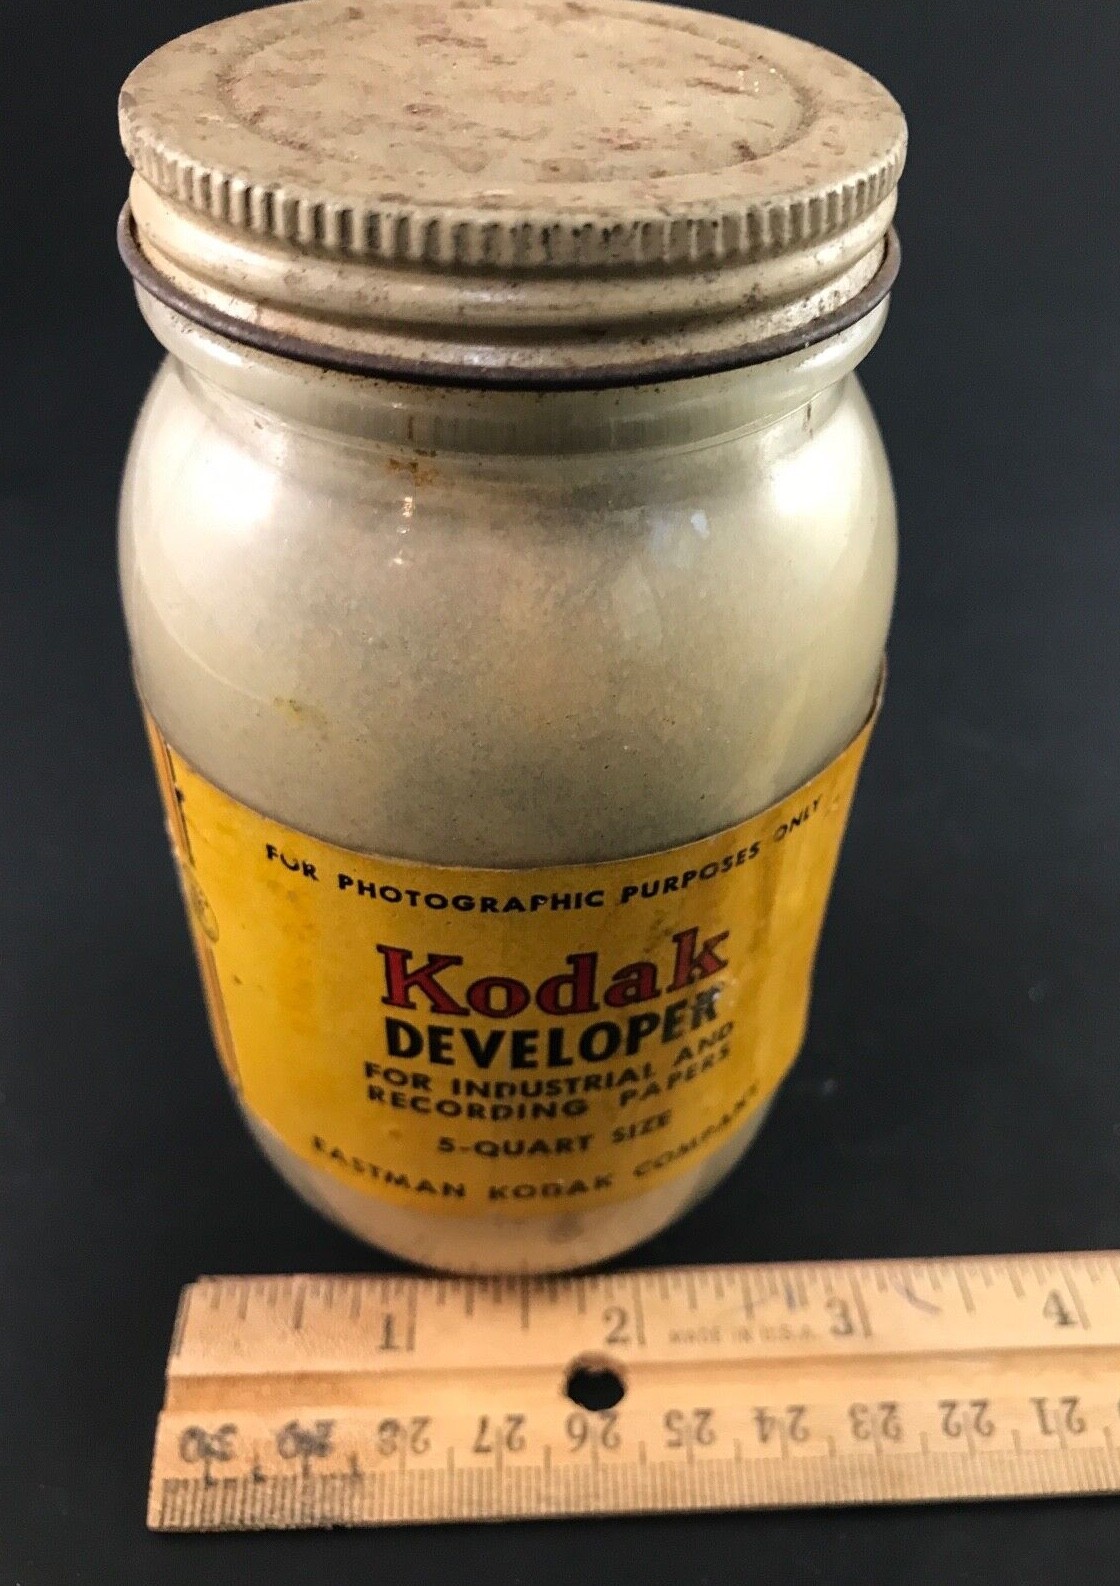 FOR PHOTOGRAPHIC PURPOSES ONLY
Kodak
DEVELOPER
FOR INDUSTRIAL AND
RECORDING PAPERS
5-QUART SIZE
EASTMAN KODAK COMPANY
1 2 MADE IN U.S.A. 3 4
30 29 28 27 26 25 24 23 22 21